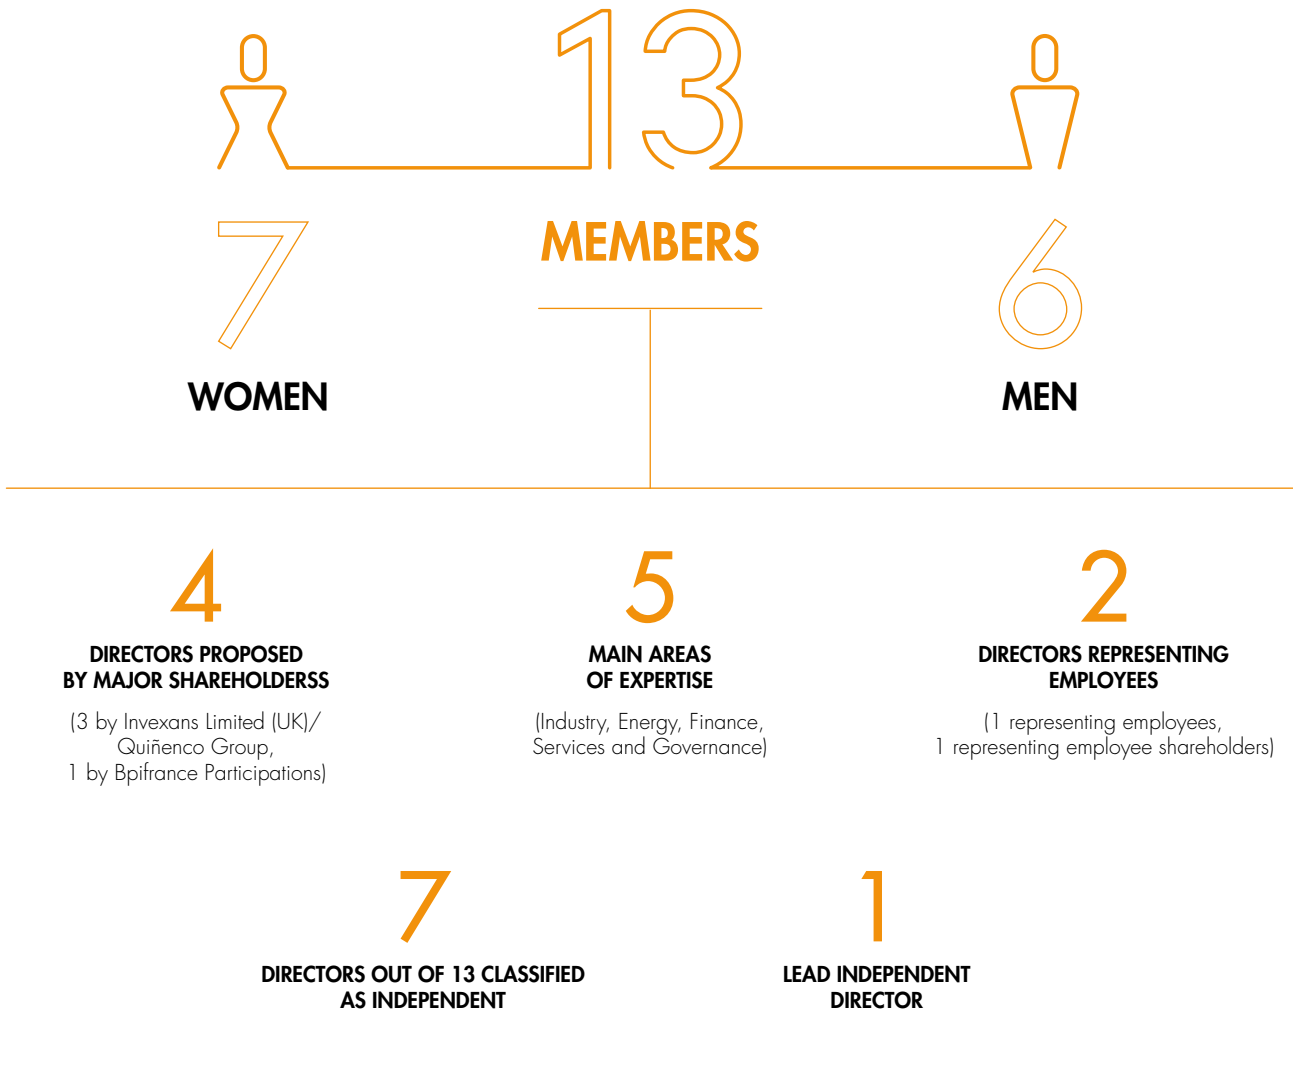 13
MEMBERS
7
WOMEN
6
MEN
4
DIRECTORS PROPOSED
BY MAJOR SHAREHOLDERSS
(3 by Invexans Limited (UK)/
Quiñenco Group,
1 by Bpifrance Participations)
5
MAIN AREAS
OF EXPERTISE
(Industry, Energy, Finance,
Services and Governance)
2
DIRECTORS REPRESENTING
EMPLOYEES
(1 representing employees,
1 representing employee shareholders)
7
DIRECTORS OUT OF 13 CLASSIFIED
AS INDEPENDENT
1
LEAD INDEPENDENT
DIRECTOR